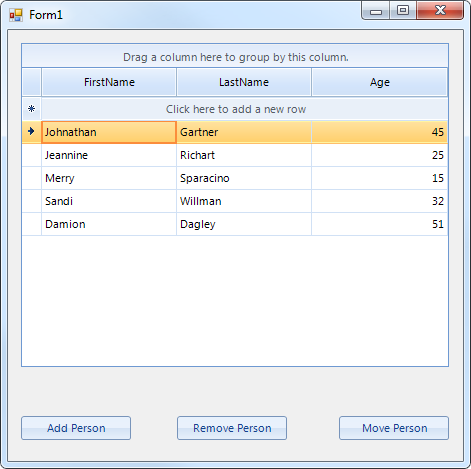 Form1
Drag a column here to group by this column.
FirstName LastName Age
* Click here to add a new row
Johnathan Gartner 45
Jeannine Richart 25
Merry Sparacino 15
Sandi Willman 32
Damion Dagley 51
Add Person Remove Person Move Person